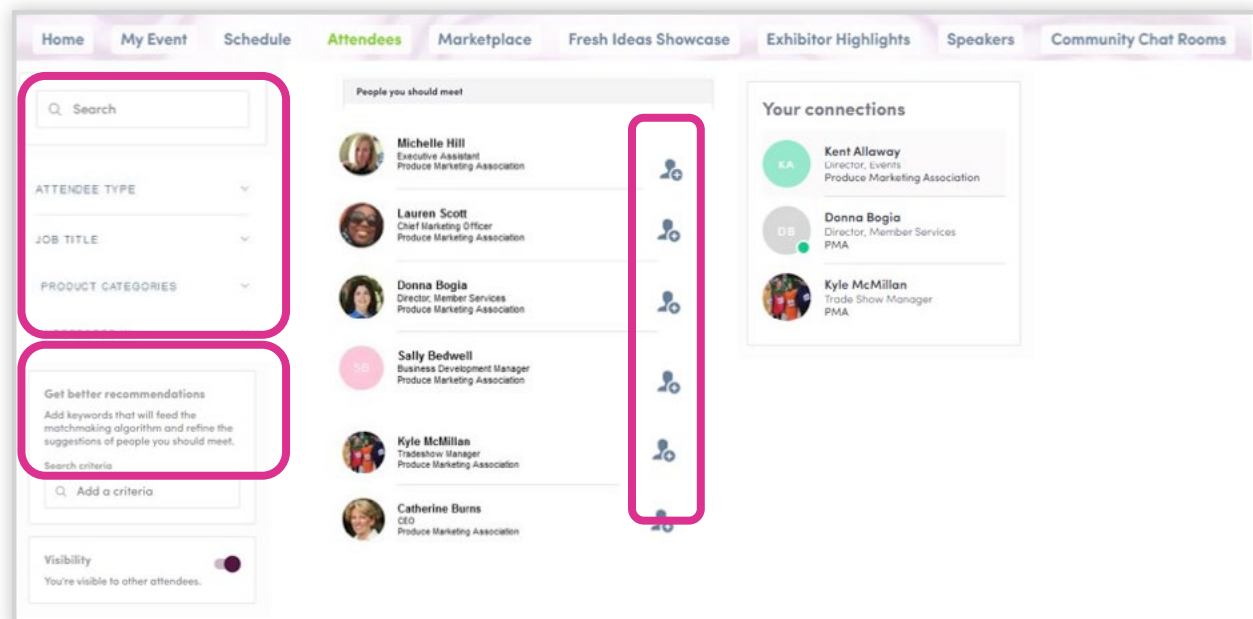 Home My Event Schedule Attendees Marketplace Fresh Ideas Showcase Exhibitor Highlights Speakers Community Chat Rooms
Search
ATTENDEE TYPE
JOB TITLE
PRODUCT CATEGORIES
Get better recommendations
Add keywords that will feed the
matchmaking algorithm and refine the
suggestions of people you should meet.
Search criteria
Add a criteria
Visibility
You're visible to other attendees.
People you should meet
Michelle Hill
Executive Assistant
Produce Marketing Association
Lauren Scott
Chief Marketing Officer
Produce Marketing Association
Donna Bogia
Director, Member Services
Produce Marketing Association
SB
Sally Bedwell
Business Development Manager
Produce Marketing Association
Kyle McMillan
Tradeshow Manager
Produce Marketing Association
Catherine Burns
CEO
Produce Marketing Association
Your connections
KA
Kent Allaway
Director, Events
Produce Marketing Association
DB
Donna Bogia
Director, Member Services
PMA
Kyle McMillan
Trade Show Manager
PMA